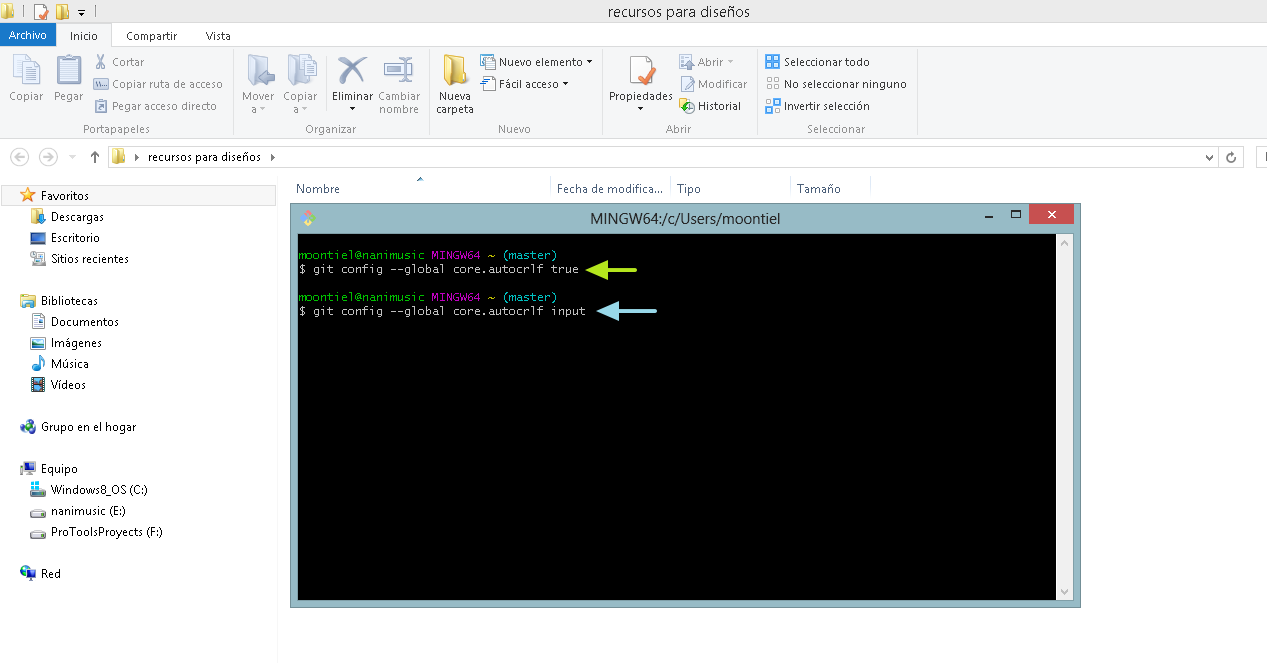 recursos para diseños
Archivo Inicio Compartir Vista
Copiar Pegar
Cortar
Copiar ruta de acceso
Pegar acceso directo
Portapapeles
Mover a
Copiar a
Eliminar
Cambiar nombre
Organizar
Nueva carpeta
Nuevo elemento
Fácil acceso
Nuevo
Propiedades
Abrir
Modificar
Historial
Abrir
Seleccionar todo
No seleccionar ninguno
Invertir selección
Seleccionar
recursos para diseños
Nombre Fecha de modifica... Tipo Tamaño
Favoritos
Descargas
Escritorio
Sitios recientes
Bibliotecas
Documentos
Imágenes
Música
Vídeos
Grupo en el hogar
Equipo
Windows8_OS (C:)
nanimusic (E:)
ProToolsProyects (F:)
Red
MINGW64:/c/Users/moontiel
moontiel@nanimusic MINGW64 ~ (master)
$ git config --global core.autocrlf true
moontiel@nanimusic MINGW64 ~ (master)
$ git config --global core.autocrlf input